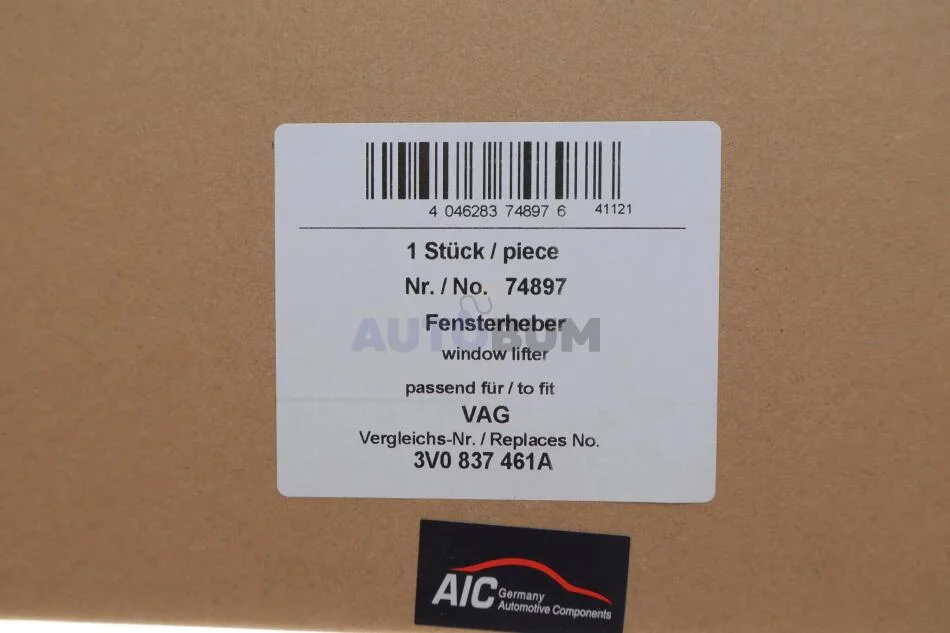 4 046283 74897 6 41121
1 Stück / piece
Nr. / No. 74897
Fensterheber
AUTOBUM
window lifter
passend für / to fit
VAG
Vergleichs-Nr. / Replaces No.
3V0 837 461A
AIC Germany
Automotive Components